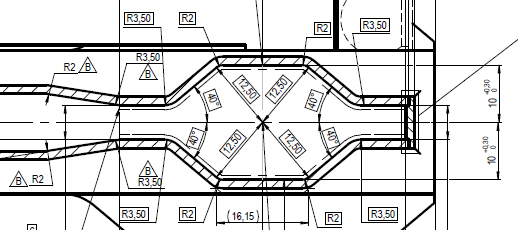 R3,50 R2 R2 R3,50
R3,50
R2 B
B
12,50 12,50
40° 40°
10 +0,30 0
40° 40°
12,50 12,50
10 +0,30 0
B
B R2
R3,50
R3,50 R2 (16,15) R2 R3,50